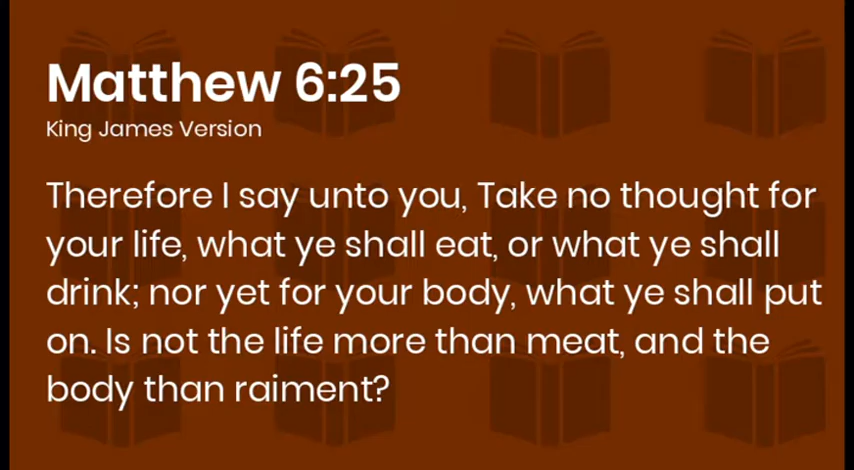 Matthew 6:25
King James Version
Therefore I say unto you, Take no thought for
your life, what ye shall eat, or what ye shall
drink; nor yet for your body, what ye shall put
on. Is not the life more than meat, and the
body than raiment?